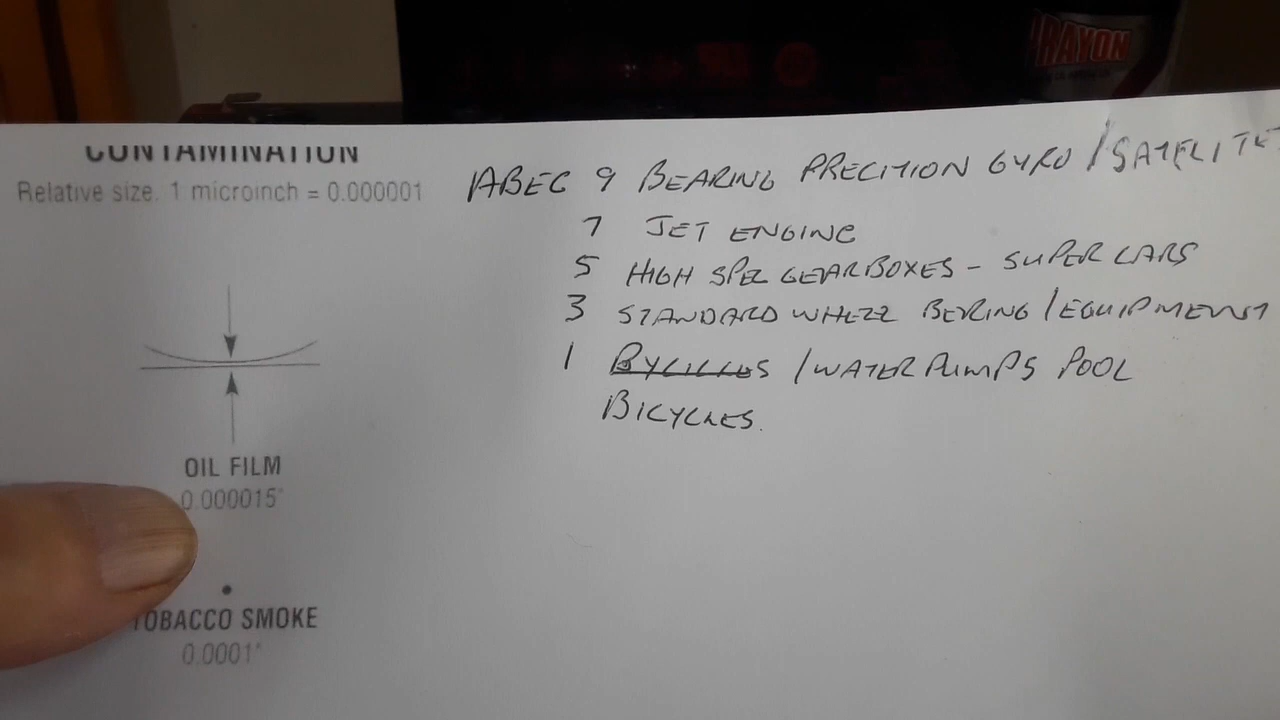 CONTAMINATION
Relative size. 1 microinch = 0.000001
OIL FILM
0.000015"
TOBACCO SMOKE
0.0001"
ABEC 9 BEARING PRECITION GYRO / SATELITE
7 JET ENGINE
5 HIGH SPEC GEARBOXES - SUPER CARS
3 STANDARD WHEEL BERING / EQUIPMENT
1 BYCICLES / WATER PUMPS POOL
BICYCLES.
RAYON